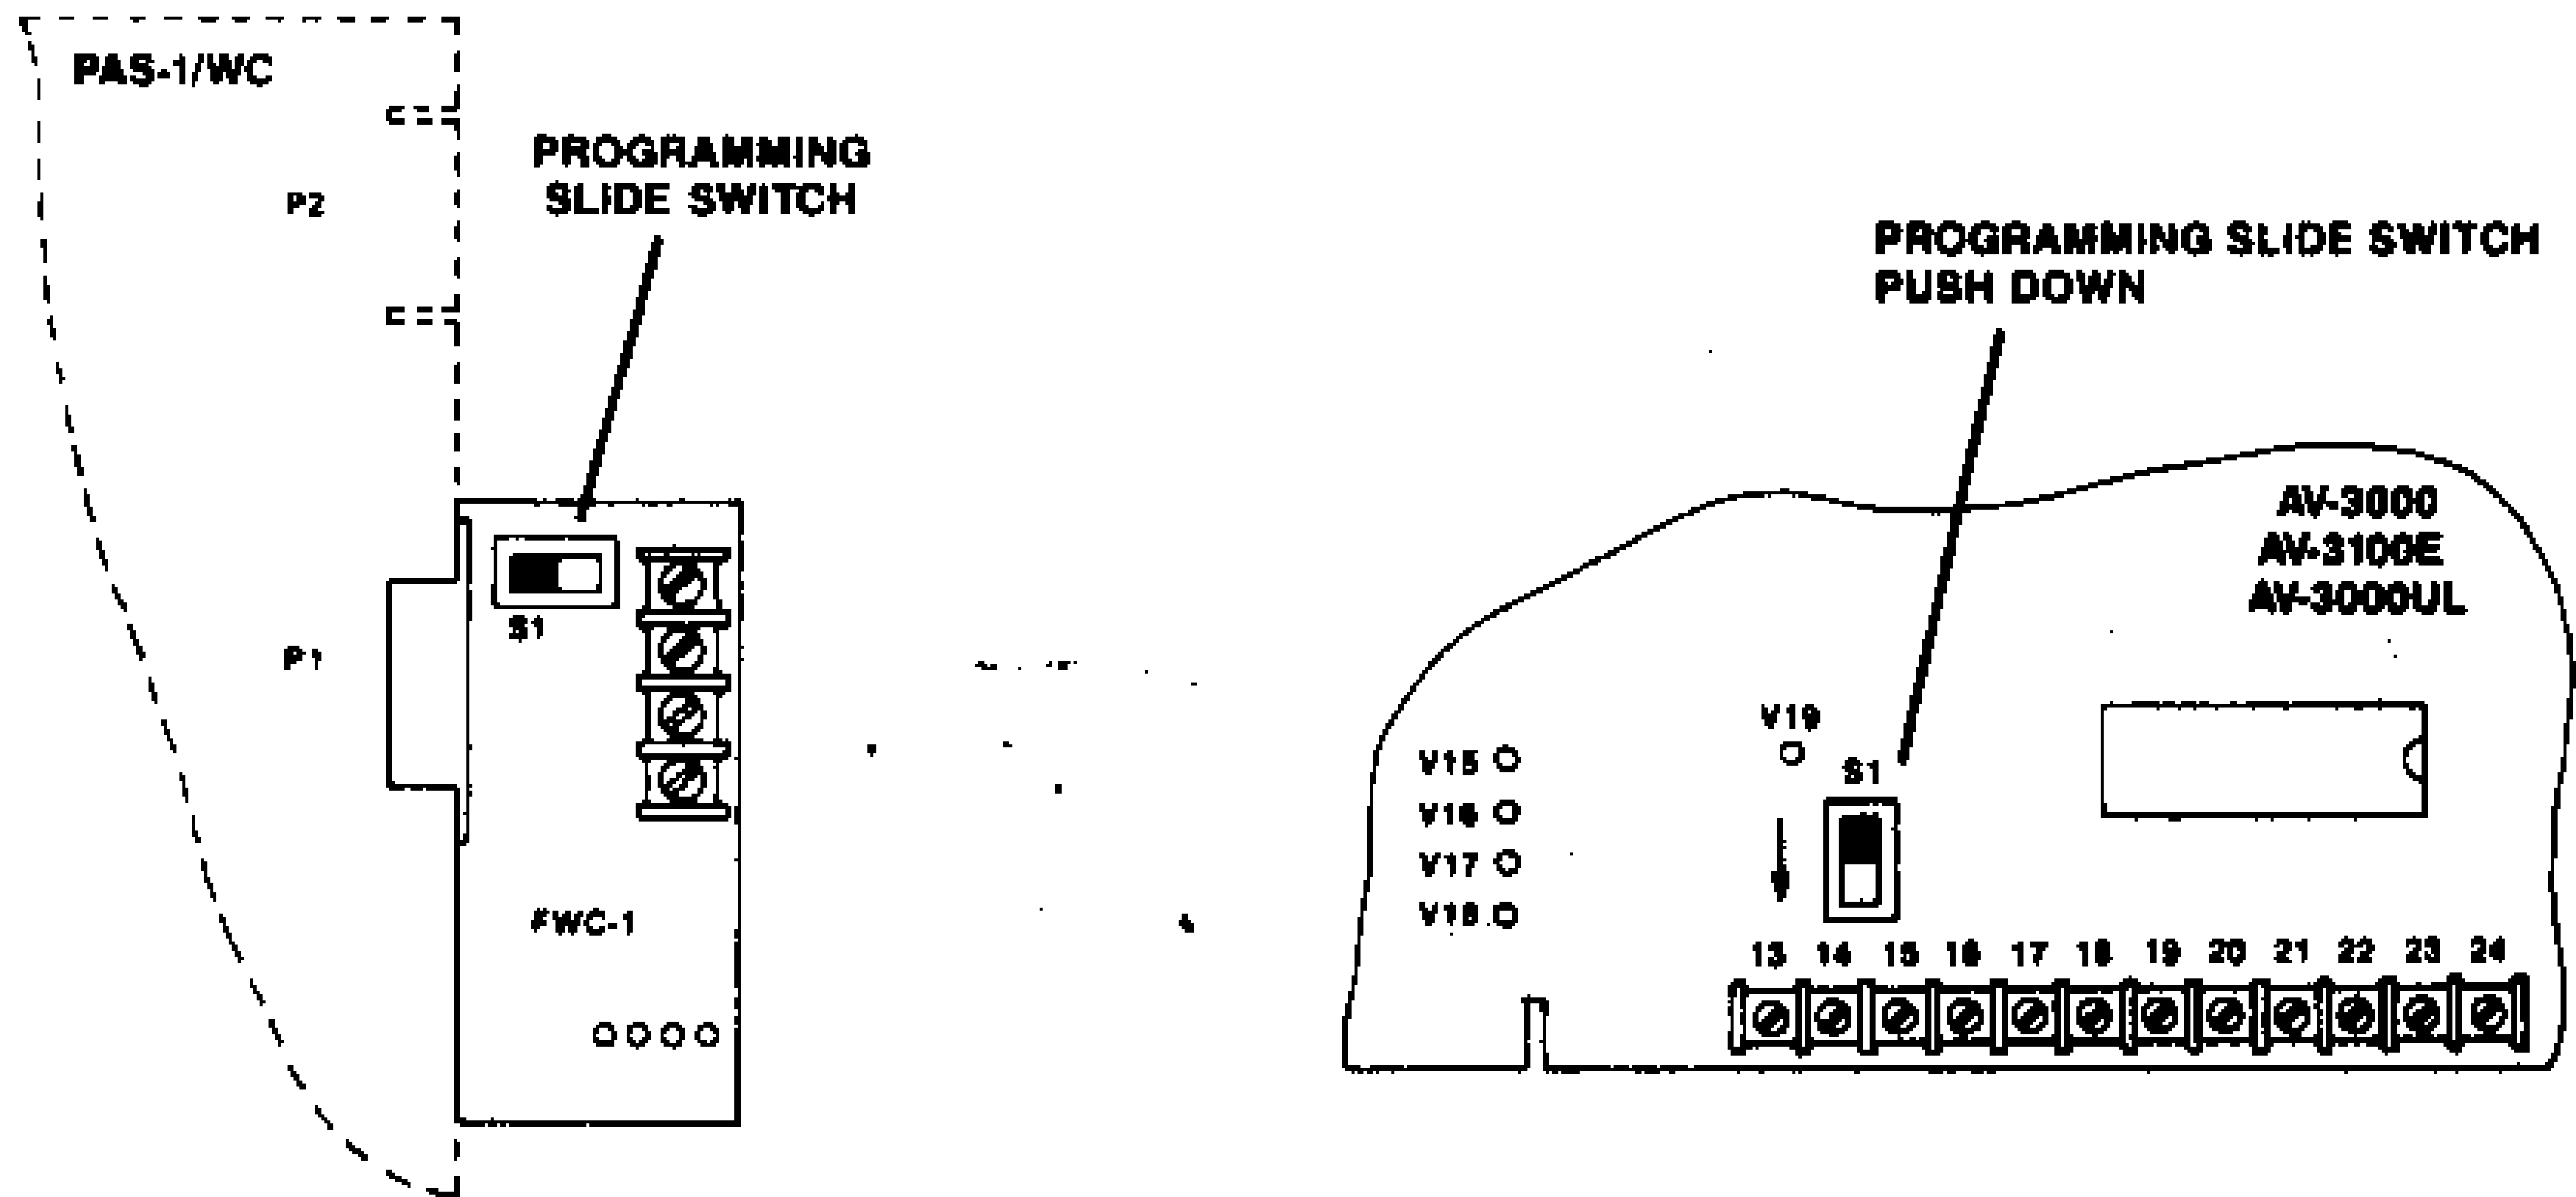 PAS-1/WC
P2
PROGRAMMING
SLIDE SWITCH
S1
P1
FWC-1
PROGRAMMING SLIDE SWITCH
PUSH DOWN
AV-3000
AV-3100E
AV-3000UL
V19
S1
V15
V16
V17
V18
13 14 15 16 17 18 19 20 21 22 23 24